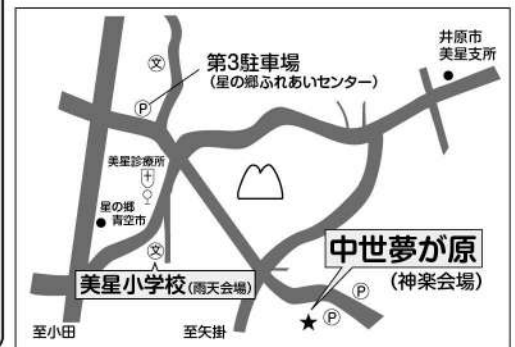 井原市
美星支所
文
第3駐車場
(星の郷ふれあいセンター)
P
美星診療所
星の郷
青空市
文
美星小学校(雨天会場)
中世夢が原
(神楽会場)
P
P
至小田
至矢掛